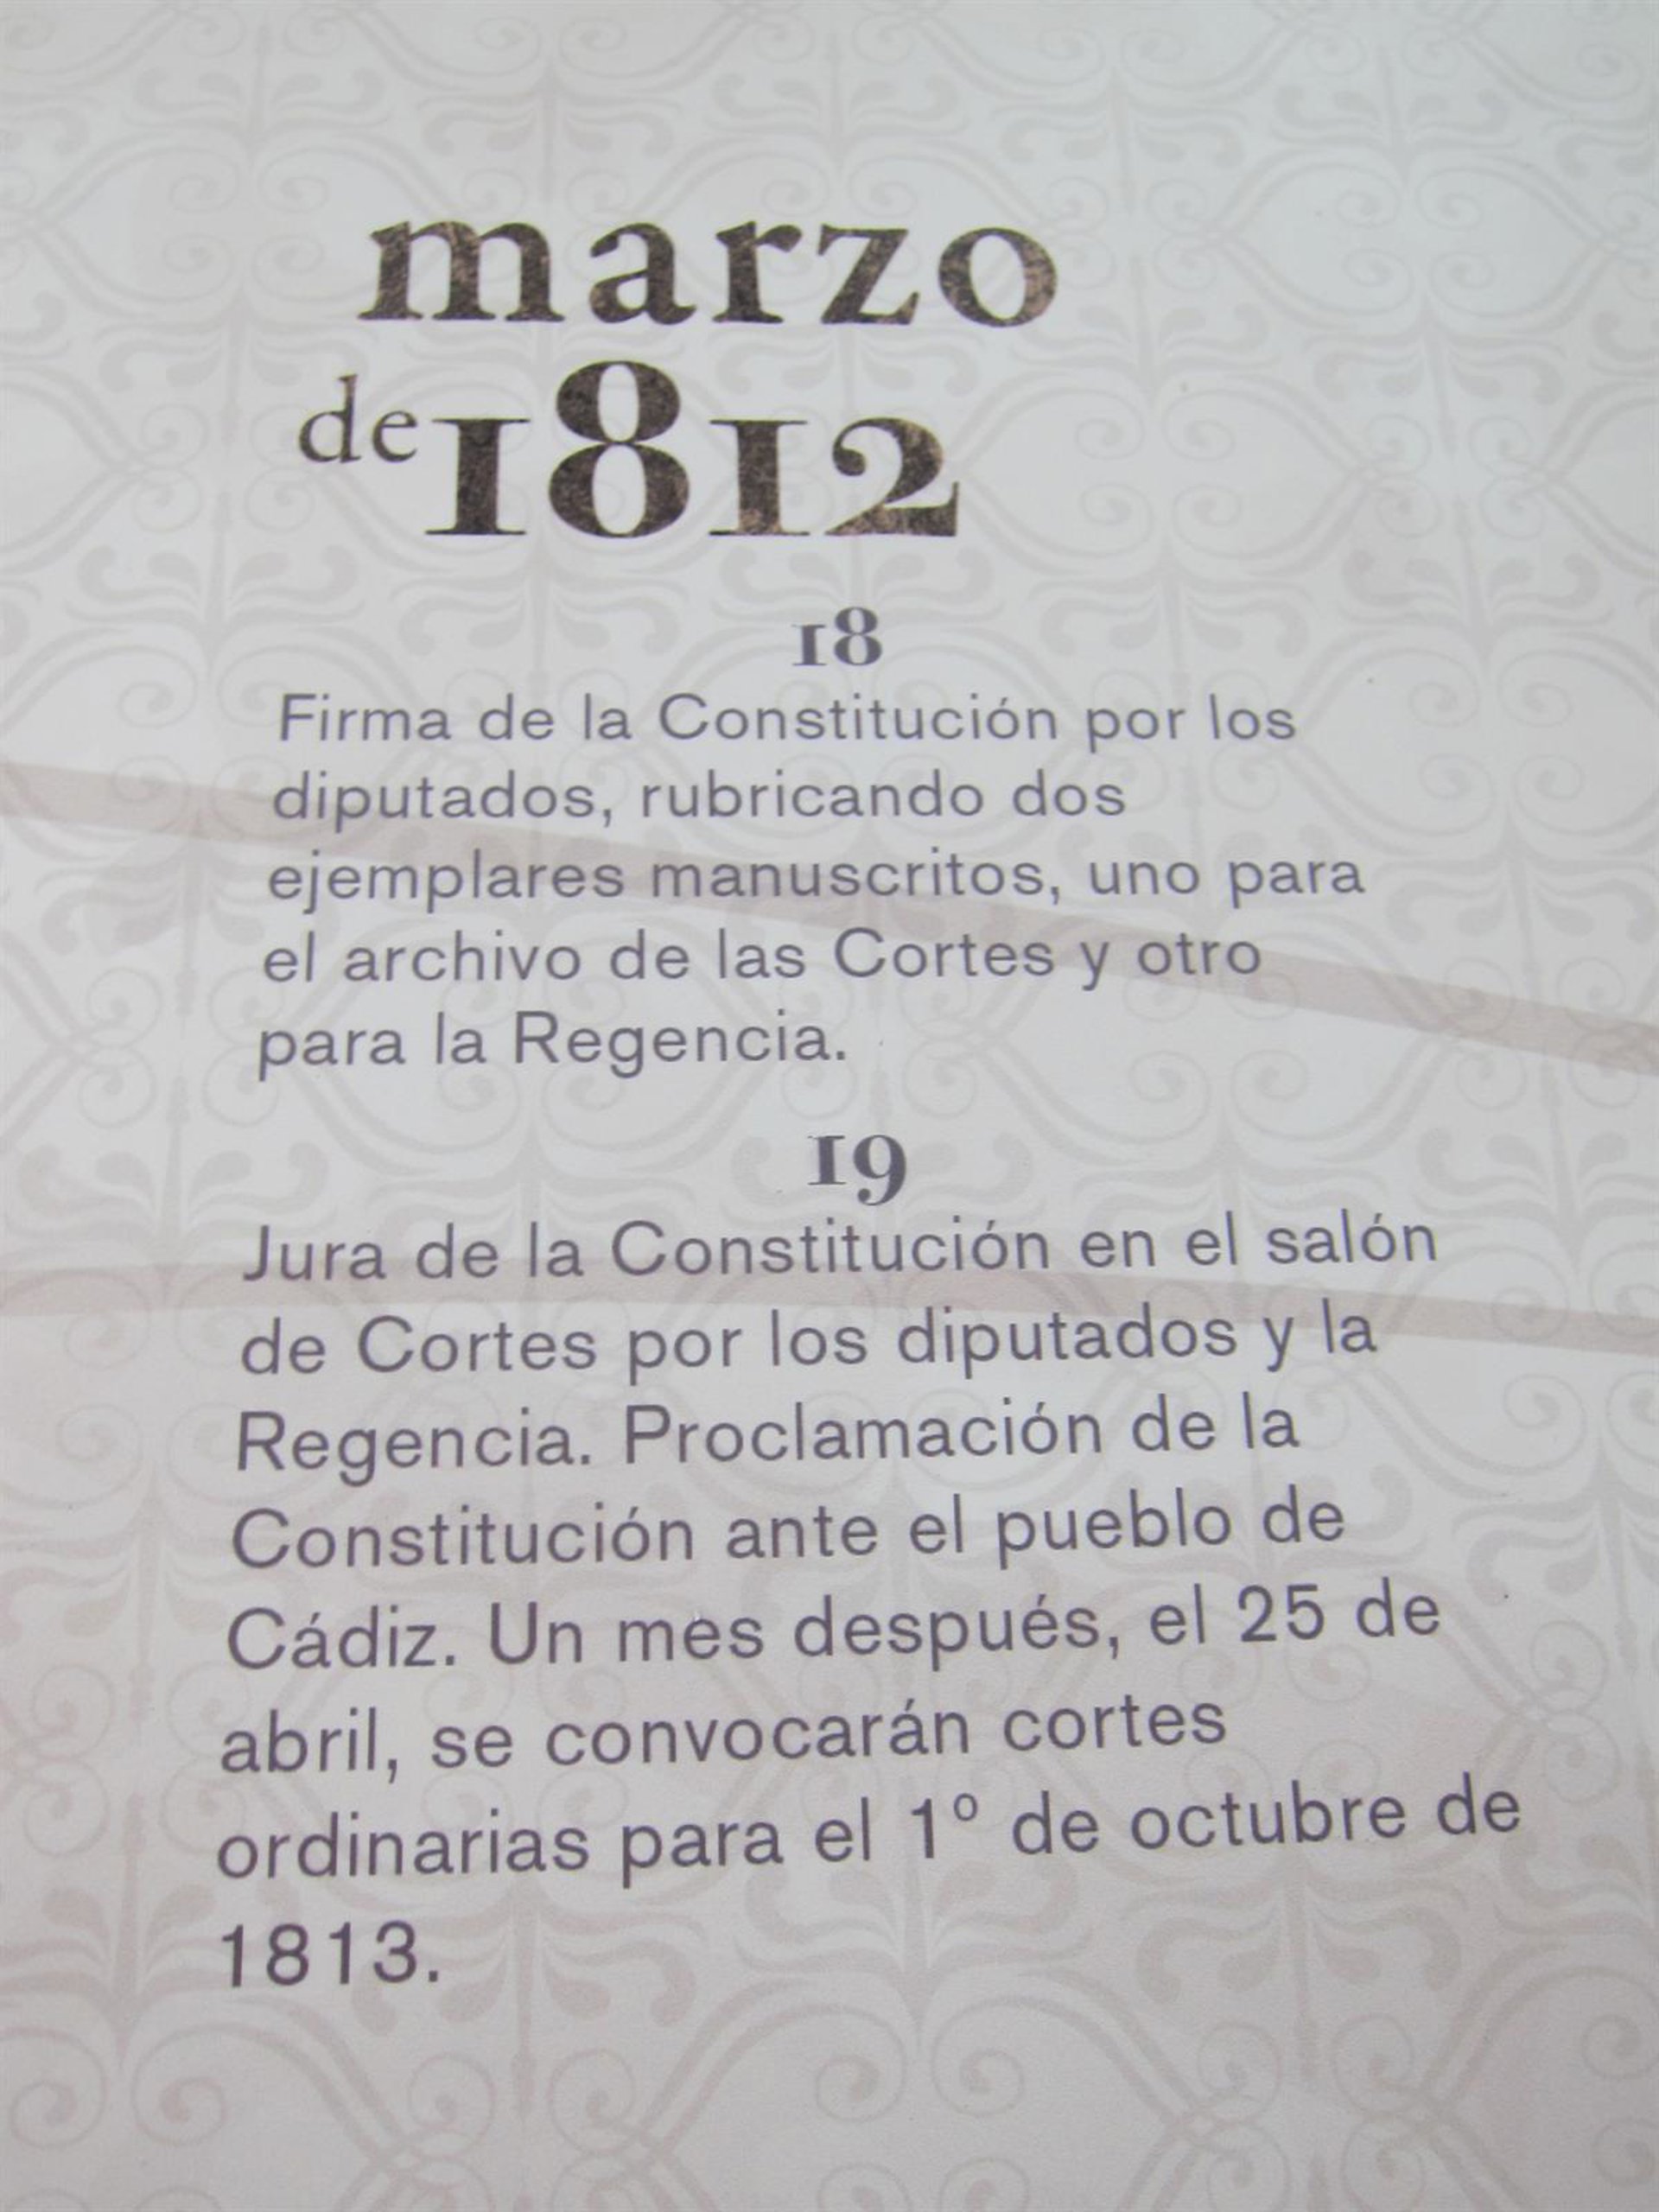 marzo
de 1812
18
Firma de la Constitución por los
diputados, rubricando dos
ejemplares manuscritos, uno para
el archivo de las Cortes y otro
para la Regencia.
19
Jura de la Constitución en el salón
de Cortes por los diputados y la
Regencia. Proclamación de la
Constitución ante el pueblo de
Cádiz. Un mes después, el 25 de
abril, se convocarán cortes
ordinarias para el 1º de octubre de
1813.